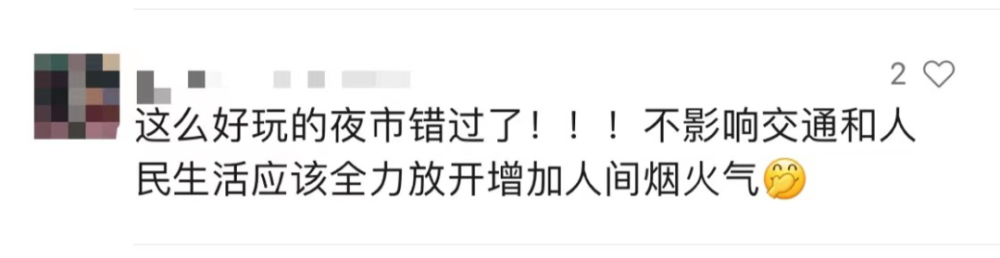 2
这么好玩的夜市错过了！！！不影响交通和人
民生活应该全力放开增加人间烟火气🤭